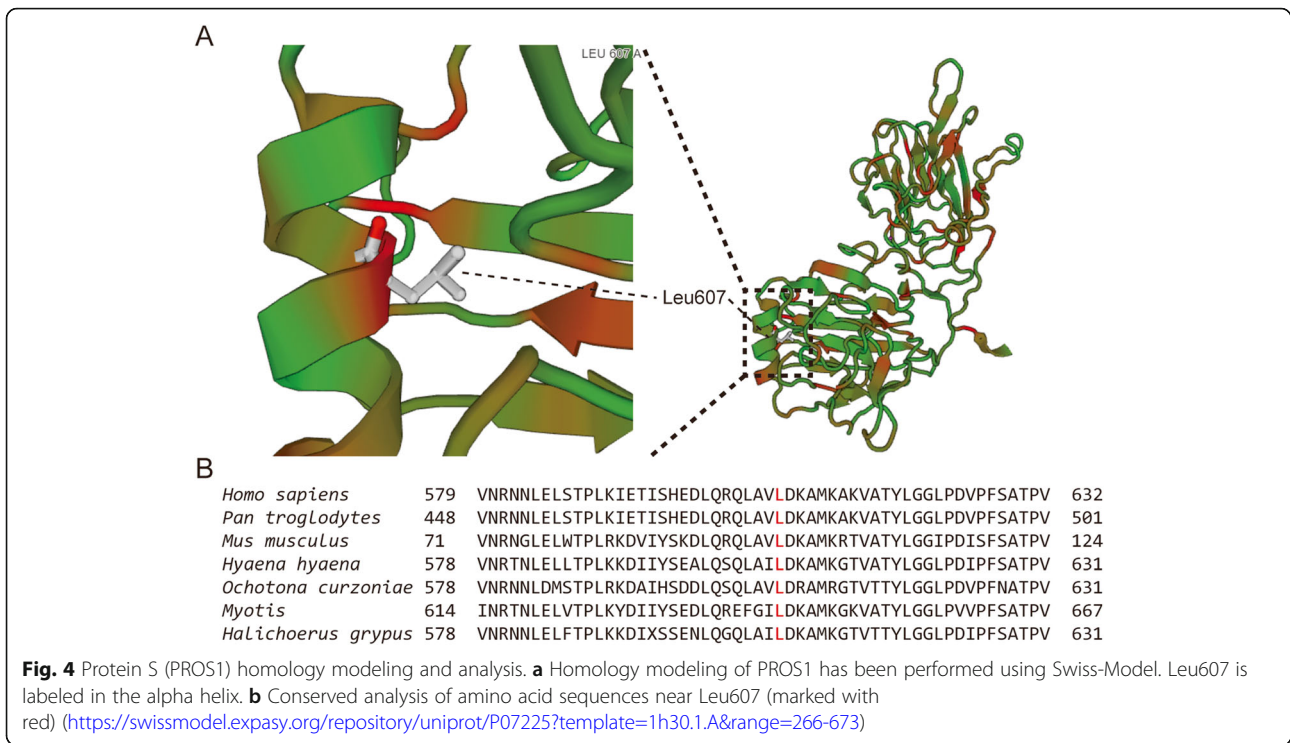 A
LEU 607 A
Leu607
B
Homo sapiens 579 VNRNNLELSTPLKIETISHEDLQRQLAVLDKAMKAKVATYLGGLPDVPFSATPV 632
Pan troglodytes 448 VNRNNLELSTPLKIETISHEDLQRQLAVLDKAMKAKVATYLGGLPDVPFSATPV 501
Mus musculus 71 VNRNGLELWTPLRKDVIYSKDLQRQLAVLDKAMKRTVATYLGGIPDISFSATPV 124
Hyaena hyaena 578 VNRTNLELLTPLKKDIIYSEALQSQLAILDKAMKGTVTTYLGGLPDIPFSATPV 631
Ochotona curzoniae 578 VNRNNLDMSTPLRKDAIHSDDLQSQLAVLDRAMRGTVTTYLGGLPDVPFNATPV 631
Myotis 614 INRTNLELVTPLKYDIIYSEDLQREFGILDKAMKGKVATYLGGLPVVPFSATPV 667
Halichoerus grypus 578 VNRNNLELFTPLKKDIXSSENLQGQLAILDKAMKGTVTTYLGGLPDIPFSATPV 631
Fig. 4 Protein S (PROS1) homology modeling and analysis. a Homology modeling of PROS1 has been performed using Swiss-Model. Leu607 is
labeled in the alpha helix. b Conserved analysis of amino acid sequences near Leu607 (marked with
red) (https://swissmodel.expasy.org/repository/uniprot/P07225?template=1h30.1.A&range=266-673)